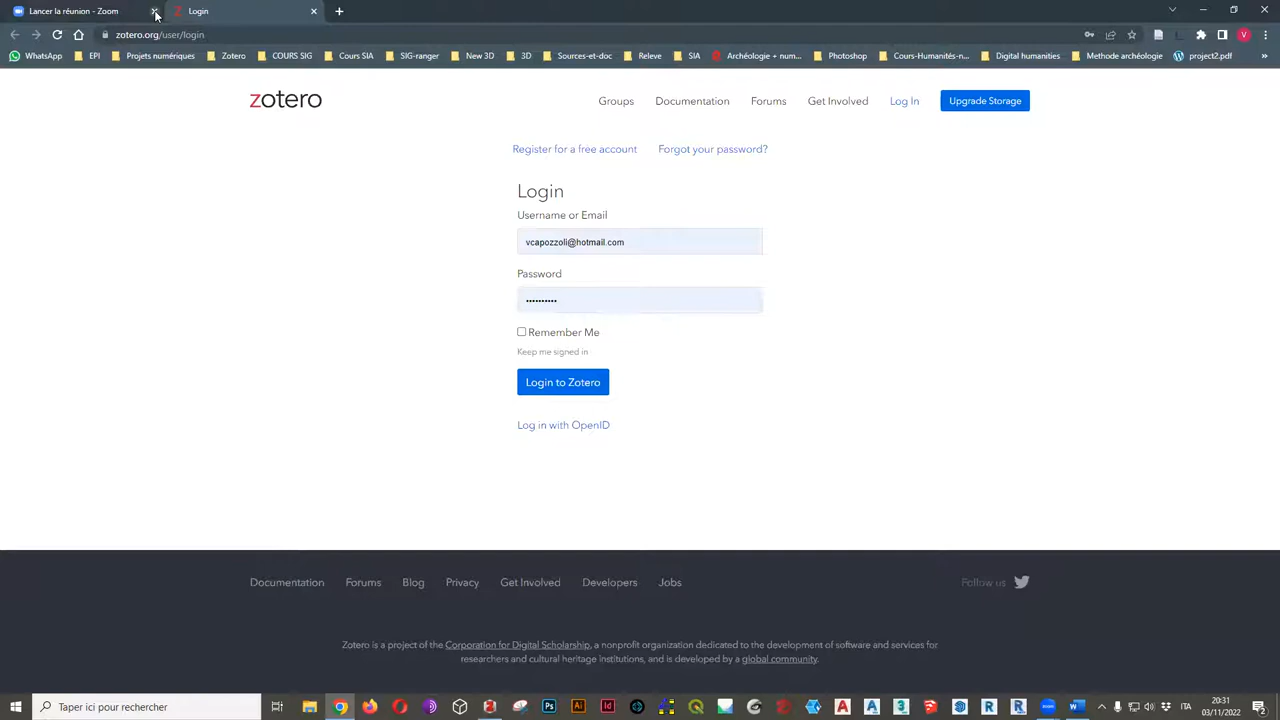 Lancer la réunion - Zoom
Login
zotero.org/user/login
WhatsApp EPI Projets numériques Zotero COURS SIG Cours SIA SIG-ranger New 3D 3D Sources-et-doc Releve SIA Archéologie + num... Photoshop Cours-Humanités-n... Digital humanities Methode archéologie project2.pdf
zotero
Groups Documentation Forums Get Involved Log In Upgrade Storage
Register for a free account Forgot your password?
Login
Username or Email
vcapozzoli@hotmail.com
Password
Remember Me
Keep me signed in
Login to Zotero
Log in with OpenID
Documentation Forums Blog Privacy Get Involved Developers Jobs
Follow us
Zotero is a project of the Corporation for Digital Scholarship, a nonprofit organization dedicated to the development of software and services for
researchers and cultural heritage institutions, and is developed by a global community.
Taper ici pour rechercher
ITA
20:31
03/11/2022